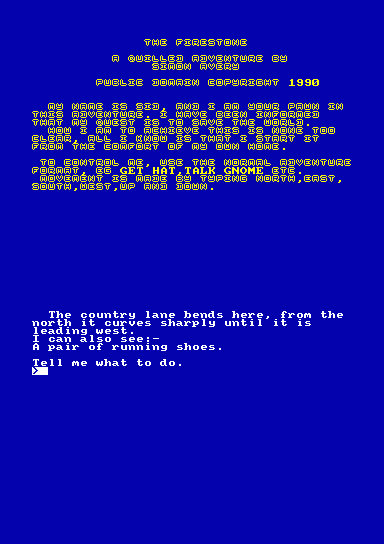 THE FIRESTONE
A QUILLED ADVENTURE BY
SIMON AVERY
PUBLIC DOMAIN COPYRIGHT 1990
MY NAME IS SID, AND I AM YOUR PAWN IN
THIS ADVENTURE. I HAVE BEEN INFORMED
THAT MY QUEST IS TO SAVE THE WORLD.
HOW I AM TO ACHIEVE THIS IS NONE TOO
CLEAR, ALL I KNOW IS THAT I START IT
FROM THE COMFORT OF MY OWN HOME.
TO CONTROL ME, USE THE NORMAL ADVENTURE
FORMAT, EG GET HAT,TALK GNOME ETC.
MOVEMENT IS MADE BY TYPING NORTH,EAST,
SOUTH,WEST,UP AND DOWN.
The country lane bends here, from the
north it curves sharply until it is
leading west.
I can also see:-
A pair of running shoes.
Tell me what to do.
>